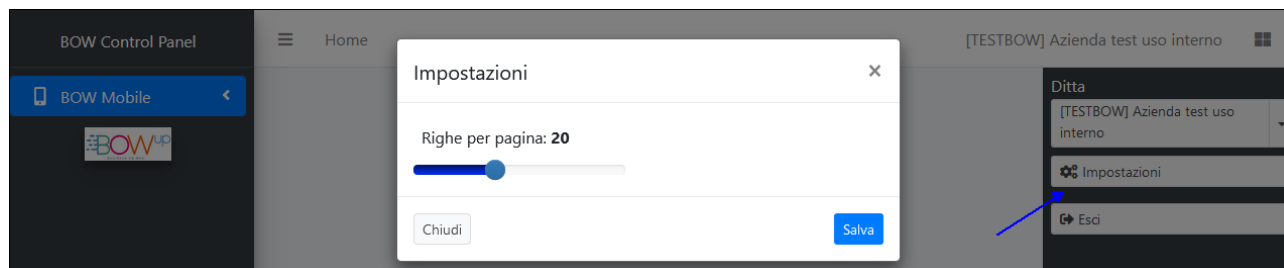 BOW Control Panel
Home
[TESTBOW] Azienda test uso interno
BOW Mobile
BOWup
Impostazioni
×
Righe per pagina: 20
Chiudi
Salva
Ditta
[TESTBOW] Azienda test uso
interno
Impostazioni
Esci